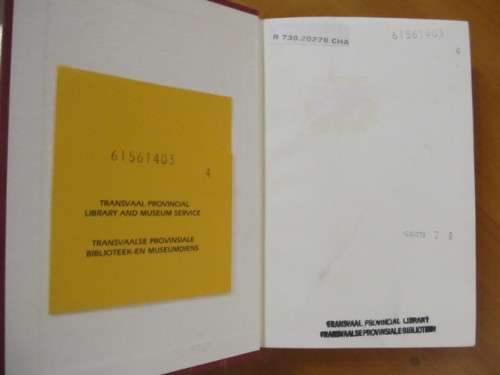 61561403
4
TRANSVAAL PROVINCIAL
LIBRARY AND MUSEUM SERVICE
TRANSVAALSE PROVINSIALE
BIBLIOTEEK-EN MUSEUMDIENS
R 738.20278 CHA
61561403
4
TRANSVAAL PROVINCIAL LIBRARY
TRANSVAALSE PROVINSIALE BIBLIOTEEK